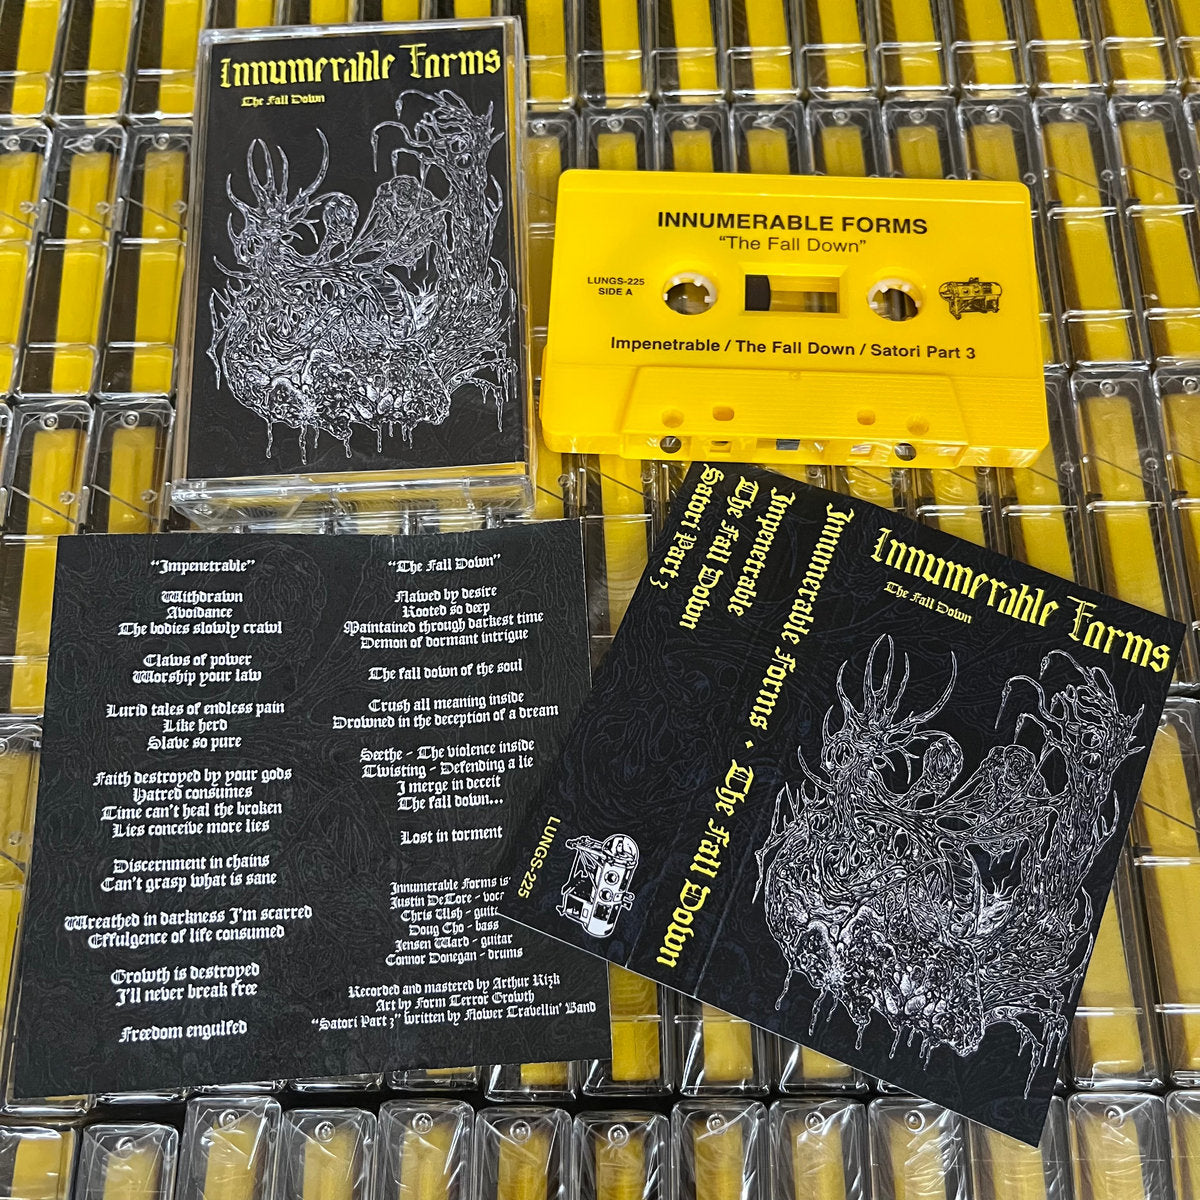 Innumerable Forms
The Fall Down
INNUMERABLE FORMS
“The Fall Down”
LUNGS-225
SIDE A
Impenetrable / The Fall Down / Satori Part 3
“Impenetrable”
Withdrawn
Avoidance
The bodies slowly crawl
Claws of power
Worship your law
Lurid tales of endless pain
Like herd
Slave so pure
Faith destroyed by your gods
Hatred consumes
Time can't heal the broken
Lies conceive more lies
Discernment in chains
Can't grasp what is sane
Wreathed in darkness I'm scarred
Effulgence of life consumed
Growth is destroyed
I'll never break free
Freedom engulfed
“The Fall Down”
Flawed by desire
Rooted so deep
Maintained through darkest time
Demon of dormant intrigue
The fall down of the soul
Crush all meaning inside
Drowned in the deception of a dream
Seethe - The violence inside
Twisting - Defending a lie
I merge in deceit
The fall down...
Lost in torment
Innumerable Forms is
Justin DeTore -
Chris Ulsh -
Doug Cho - bass
Jensen Ward - guitar
Connor Donegan - drums
Recorded and mastered by Arthur Rizk
Art by Form Terror Growth
“Satori Part 3” written by Flower Travellin' Band
Impenetrable
The Fall Down
Satori Part 3
LUNGS-225
Innumerable Forms • The Fall Down
Innumerable Forms
The Fall Down